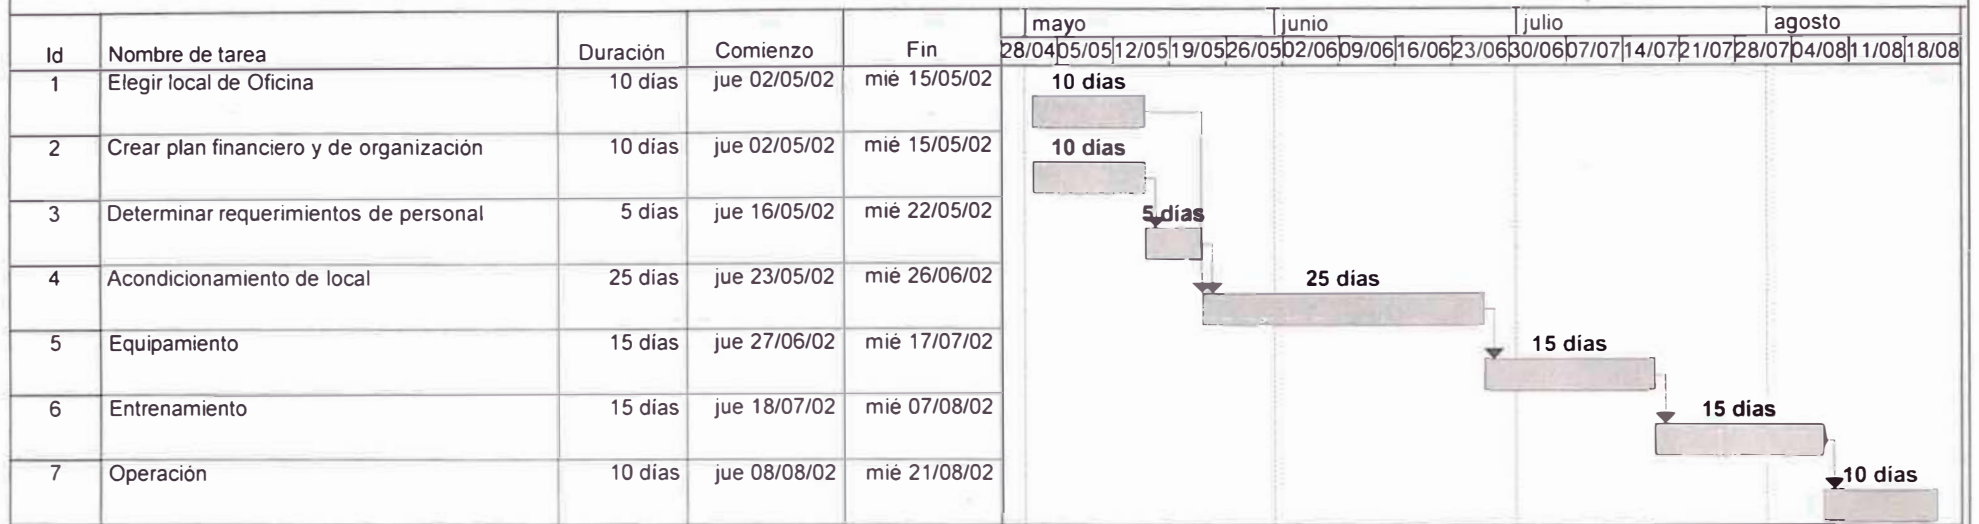 mayo junio julio agosto
Id Nombre de tarea Duración Comienzo Fin 28/04 05/05 12/05 19/05 26/05 02/06 09/06 16/06 23/06 30/06 07/07 14/07 21/07 28/07 04/08 11/08 18/08
1 Elegir local de Oficina 10 días jue 02/05/02 mié 15/05/02 10 días
2 Crear plan financiero y de organización 10 días jue 02/05/02 mié 15/05/02 10 días
3 Determinar requerimientos de personal 5 días jue 16/05/02 mié 22/05/02 5 días
4 Acondicionamiento de local 25 días jue 23/05/02 mié 26/06/02 25 días
5 Equipamiento 15 días jue 27/06/02 mié 17/07/02 15 días
6 Entrenamiento 15 días jue 18/07/02 mié 07/08/02 15 días
7 Operación 10 días jue 08/08/02 mié 21/08/02 10 días